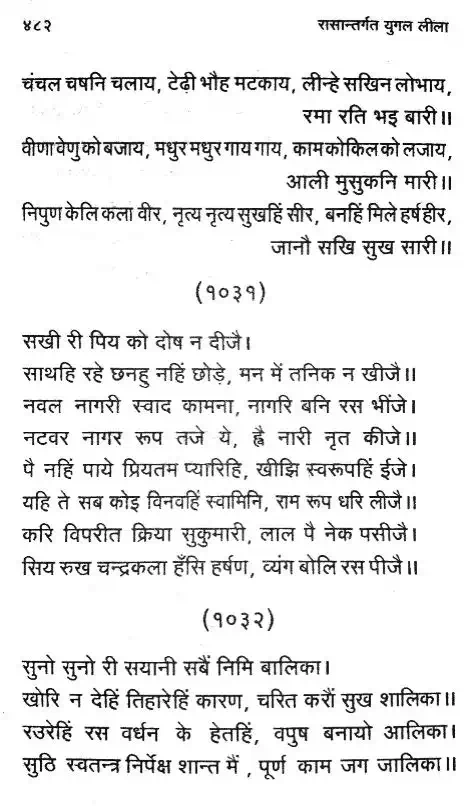 ४८२ रासान्तर्गत युगल लीला
चंचल चषनि चलाय, टेढ़ी भौह मटकाय, लीन्हे सखिन लोभाय,
रमा रति भइ बारी॥
वीणा वेणु को बजाय, मधुर मधुर गाय गाय, काम कोकिल को लजाय,
आली मुसुकनि मारी॥
निपुण केलि कला वीर, नृत्य नृत्य सुखहिं सीर, बनहिं मिले हर्ष हीर,
जानौ सखि सुख सारी॥
(१०३१)
सखी री पिय को दोष न दीजै।
साथहि रहे छनहु नहिं छोड़े, मन में तनिक न खीजै॥
नवल नागरी स्वाद कामना, नागरि बनि रस भींजे।
नटवर नागर रूप तजे ये, ह्वै नारी नृत कीजे॥
पै नहिं पाये प्रियतम प्यारिहि, खीझि स्वरूपहिं ईजे।
यहि ते सब कोइ विनवहिं स्वामिनि, राम रूप धरि लीजै॥
करि विपरीत क्रिया सुकुमारी, लाल पै नेक पसीजै।
सिय रुख चन्द्रकला हँसि हर्षण, व्यंग बोलि रस पीजै॥
(१०३२)
सुनो सुनो री सयानी सबैं निमि बालिका।
खोरि न देहिं तिहारेहिं कारण, चरित करौं सुख शालिका॥
रउरेहिं रस वर्धन के हेतहिं, वपुष बनायो आलिका।
सुठि स्वतन्त्र निर्पेक्ष शान्त मैं , पूर्ण काम जग जालिका॥